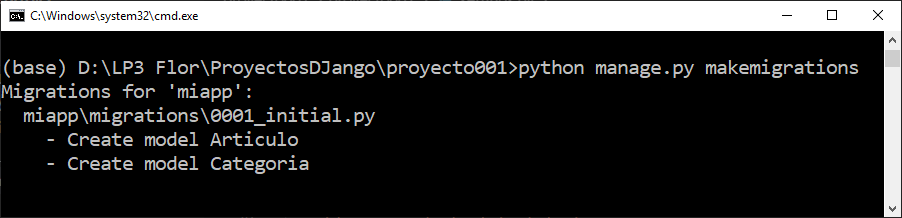 C:\Windows\system32\cmd.exe
(base) D:\LP3 Flor\ProyectosDJango\proyecto001>python manage.py makemigrations
Migrations for 'miapp':
  miapp\migrations\0001_initial.py
    - Create model Articulo
    - Create model Categoria